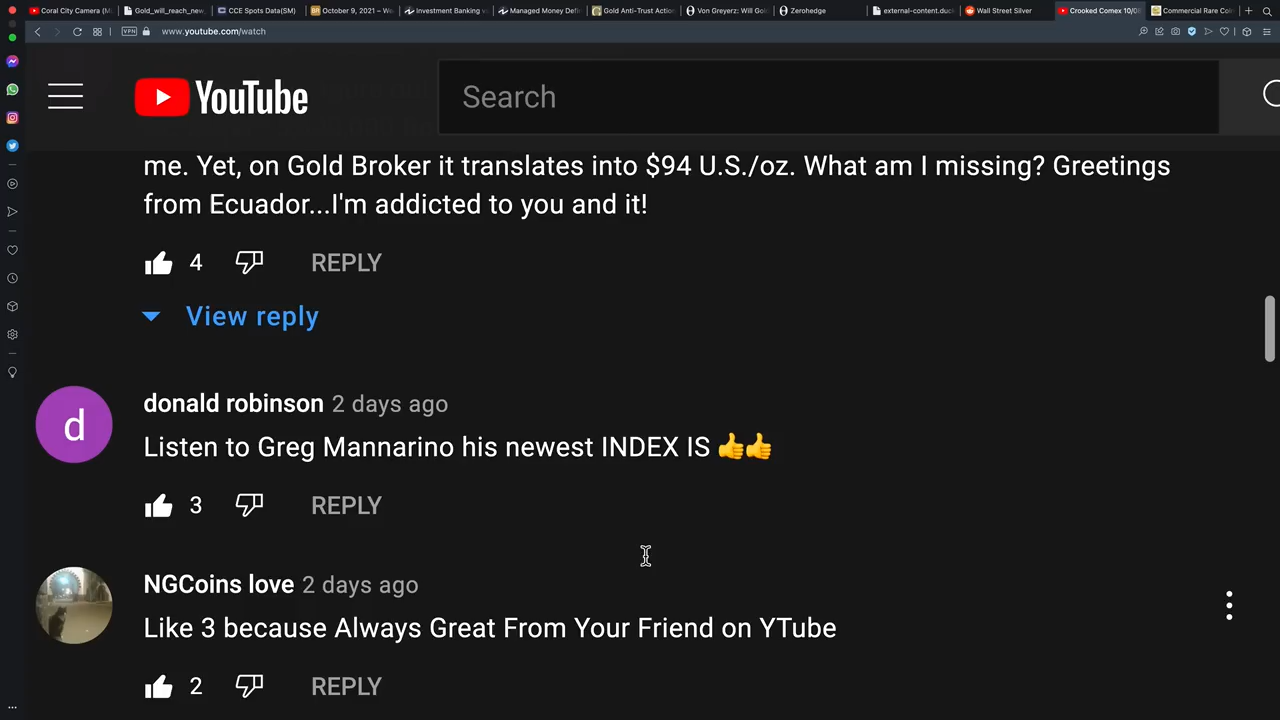 Coral City Camera (M
Gold_will_reach_new_
CCE Spots Data(SM)
October 9, 2021 – We
Investment Banking v
Managed Money Defi
Gold Anti-Trust Action
Von Greyerz: Will Gol
Zerohedge
external-content.duck
Wall Street Silver
Crooked Comex 10/0
Commercial Rare Coi
VPN
www.youtube.com/watch
YouTube
Search
me. Yet, on Gold Broker it translates into $94 U.S./oz. What am I missing? Greetings
from Ecuador...I'm addicted to you and it!
4 REPLY
View reply
d
donald robinson 2 days ago
Listen to Greg Mannarino his newest INDEX IS 👍👍
3 REPLY
NGCoins love 2 days ago
Like 3 because Always Great From Your Friend on YTube
2 REPLY